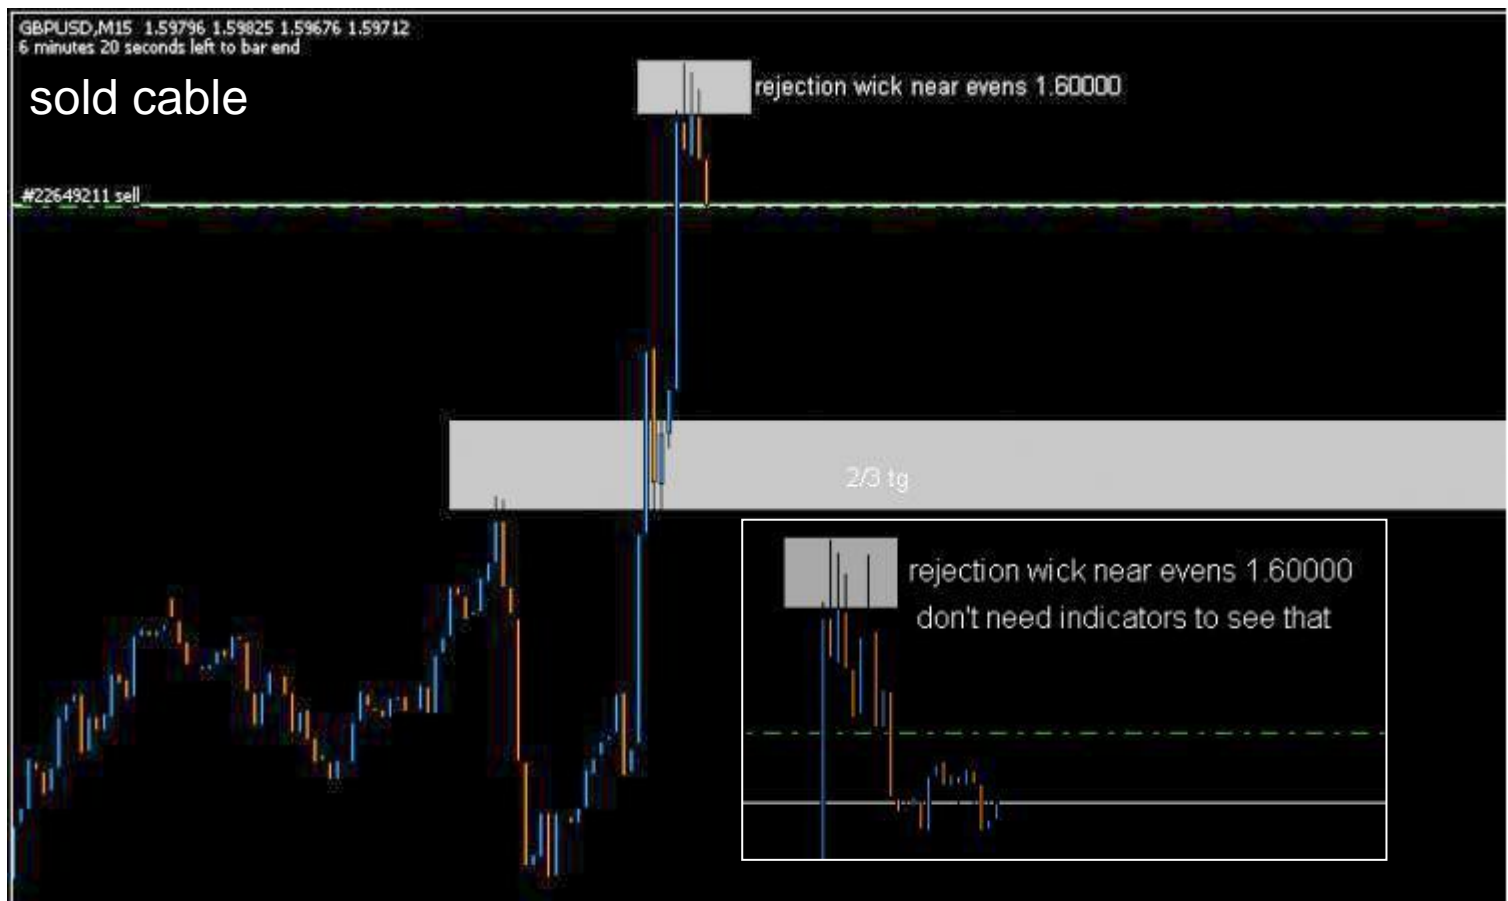 GBPUSD,M15 1.59796 1.59825 1.59676 1.59712
6 minutes 20 seconds left to bar end
sold cable
rejection wick near evens 1.60000
#22649211 sell
2/3 tg
rejection wick near evens 1.60000
don't need indicators to see that